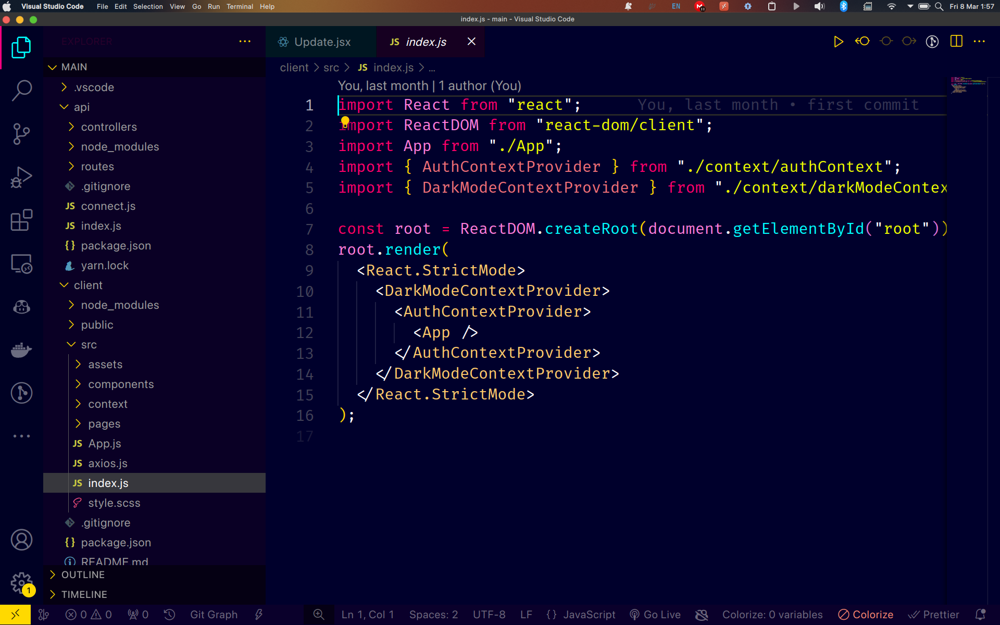 Visual Studio Code File Edit Selection View Go Run Terminal Help EN Fri 8 Mar 1:57
index.js - main - Visual Studio Code
EXPLORER
Update.jsx
JS index.js
MAIN
.vscode
api
controllers
node_modules
routes
.gitignore
JS connect.js
JS index.js
{} package.json
yarn.lock
client
node_modules
public
src
assets
components
context
pages
JS App.js
JS axios.js
JS index.js
style.scss
.gitignore
{} package.json
README.md
OUTLINE
TIMELINE
1
client > src > JS index.js > ...
You, last month | 1 author (You)
1 import React from "react"; You, last month • first commit
2 import ReactDOM from "react-dom/client";
3 import App from "./App";
4 import { AuthContextProvider } from "./context/authContext";
5 import { DarkModeContextProvider } from "./context/darkModeContex
6
7 const root = ReactDOM.createRoot(document.getElementById("root"))
8 root.render(
9 <React.StrictMode>
10 <DarkModeContextProvider>
11 <AuthContextProvider>
12 <App />
13 </AuthContextProvider>
14 </DarkModeContextProvider>
15 </React.StrictMode>
16 );
17
0 0 0 Git Graph Ln 1, Col 1 Spaces: 2 UTF-8 LF {} JavaScript Go Live Colorize: 0 variables Colorize Prettier